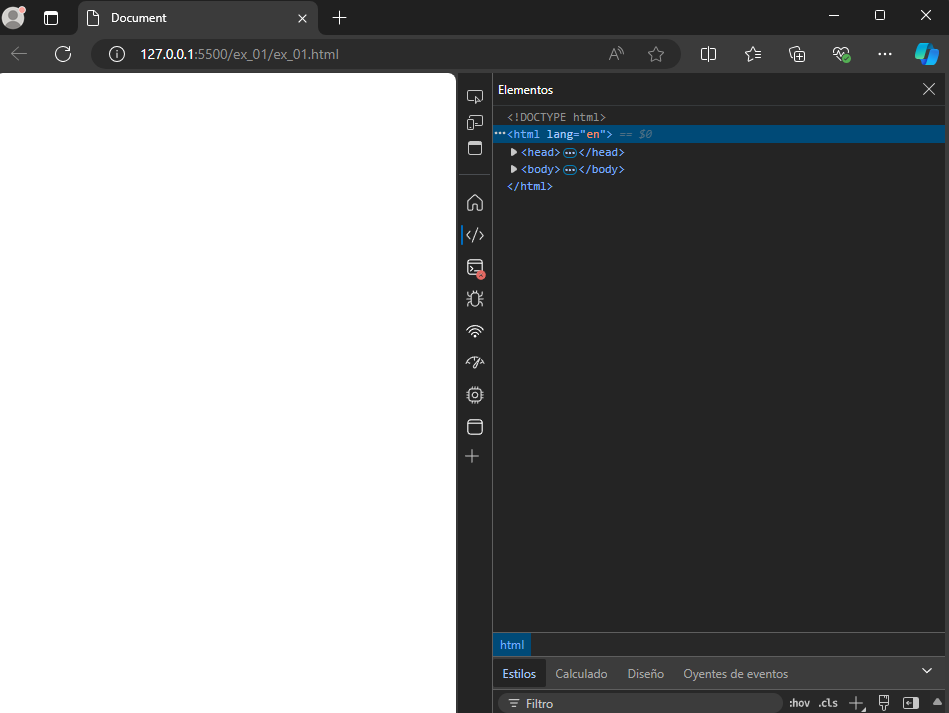 Document
127.0.0.1:5500/ex_01/ex_01.html
Elementos
<!DOCTYPE html>
<html lang="en"> == $0
<head> </head>
<body> </body>
</html>
html
Estilos Calculado Diseño Oyentes de eventos
Filtro :hov .cls